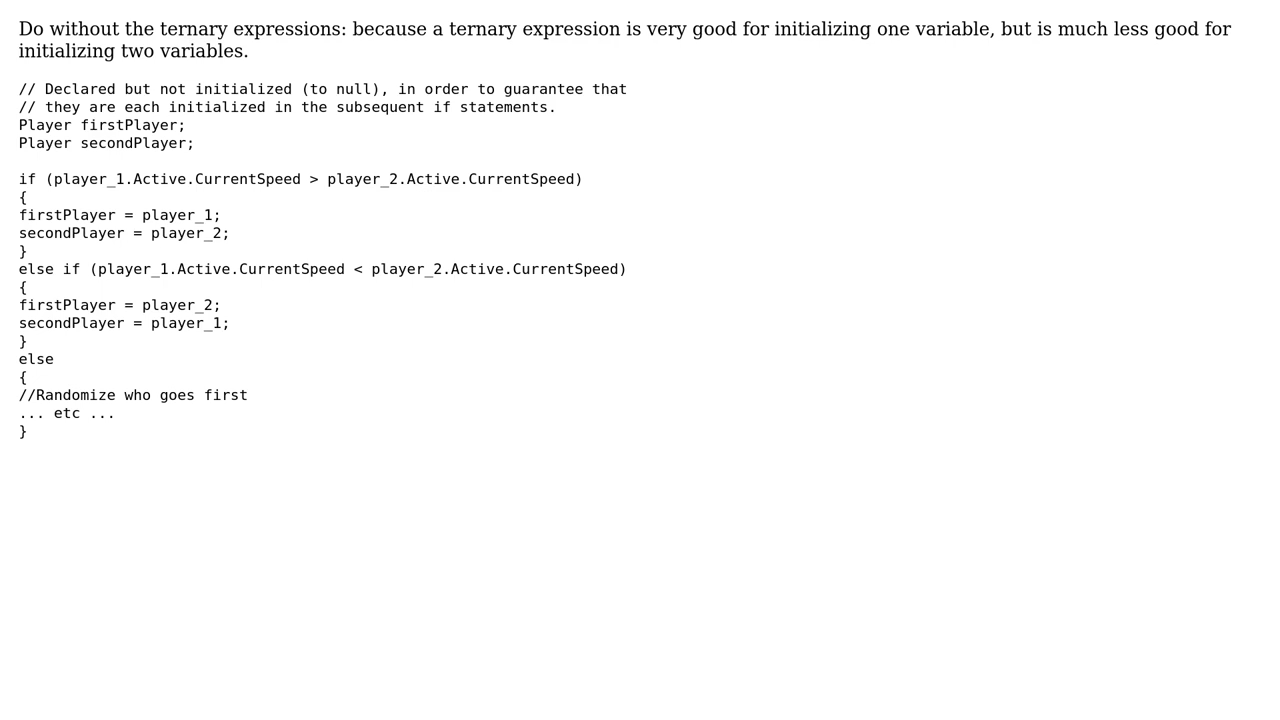 Do without the ternary expressions: because a ternary expression is very good for initializing one variable, but is much less good for
initializing two variables.
// Declared but not initialized (to null), in order to guarantee that
// they are each initialized in the subsequent if statements.
Player firstPlayer;
Player secondPlayer;
if (player_1.Active.CurrentSpeed > player_2.Active.CurrentSpeed)
{
firstPlayer = player_1;
secondPlayer = player_2;
}
else if (player_1.Active.CurrentSpeed < player_2.Active.CurrentSpeed)
{
firstPlayer = player_2;
secondPlayer = player_1;
}
else
{
//Randomize who goes first
... etc ...
}